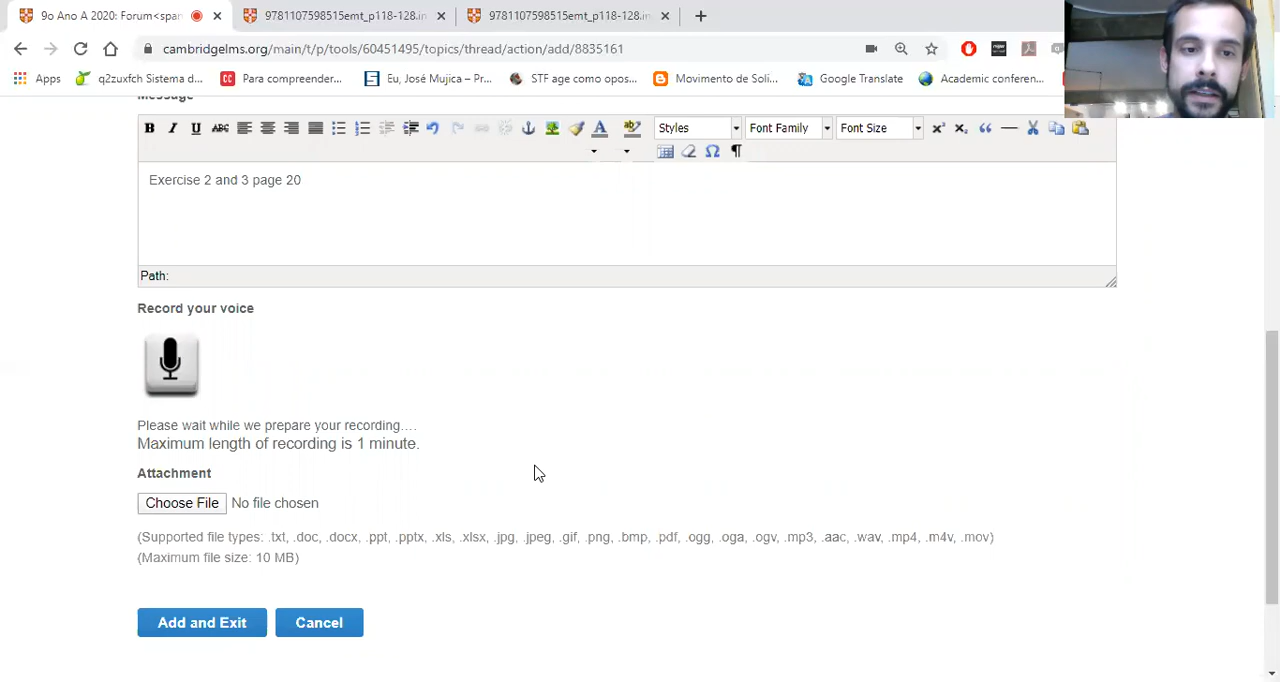 9o Ano A 2020: Forum<span
9781107598515emt_p118-128.in
9781107598515emt_p118-128.in
cambridgelms.org/main/t/p/tools/60451495/topics/thread/action/add/8835161
Apps
q2zuxfch Sistema d...
CC Para compreender...
S Eu, José Mujica – Pr...
STF age como opos...
Movimento de Soli...
Google Translate
Academic conferen...
Message
B I U ABC
Styles
Font Family
Font Size
Exercise 2 and 3 page 20
Path:
Record your voice
Please wait while we prepare your recording....
Maximum length of recording is 1 minute.
Attachment
Choose File No file chosen
(Supported file types: .txt, .doc, .docx, .ppt, .pptx, .xls, .xlsx, .jpg, .jpeg, .gif, .png, .bmp, .pdf, .ogg, .oga, .ogv, .mp3, .aac, .wav, .mp4, .m4v, .mov)
(Maximum file size: 10 MB)
Add and Exit
Cancel